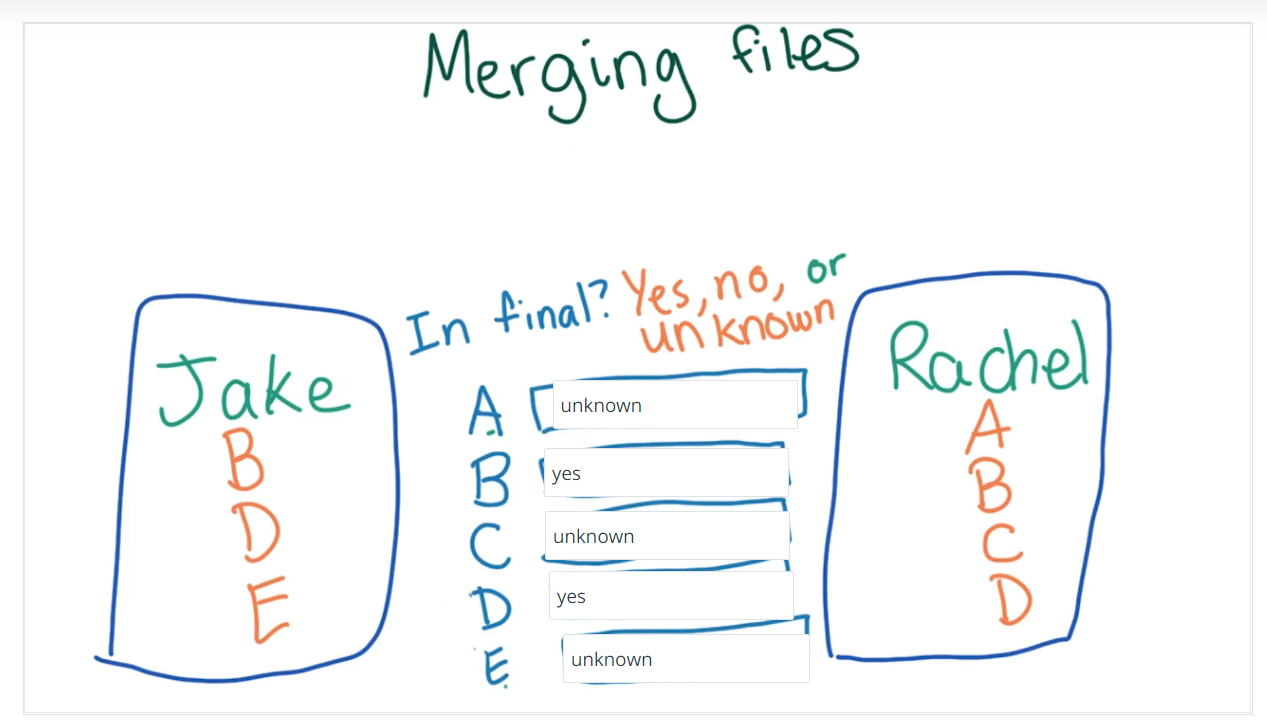 Merging files
In final? Yes, no, or
unknown
Jake
B
D
E
A unknown
B yes
C unknown
D yes
E unknown
Rachel
A
B
C
D